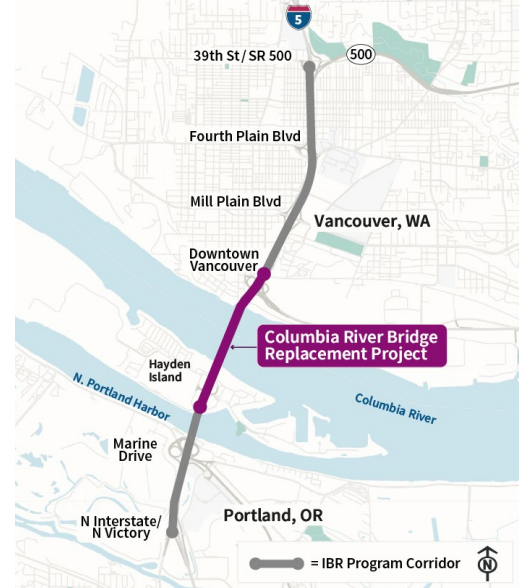 5
39th St/ SR 500
500
Fourth Plain Blvd
Mill Plain Blvd
Vancouver, WA
Downtown
Vancouver
Columbia River Bridge
Replacement Project
Hayden
Island
N. Portland Harbor
Columbia River
Marine
Drive
N Interstate/
N Victory
Portland, OR
= IBR Program Corridor
N